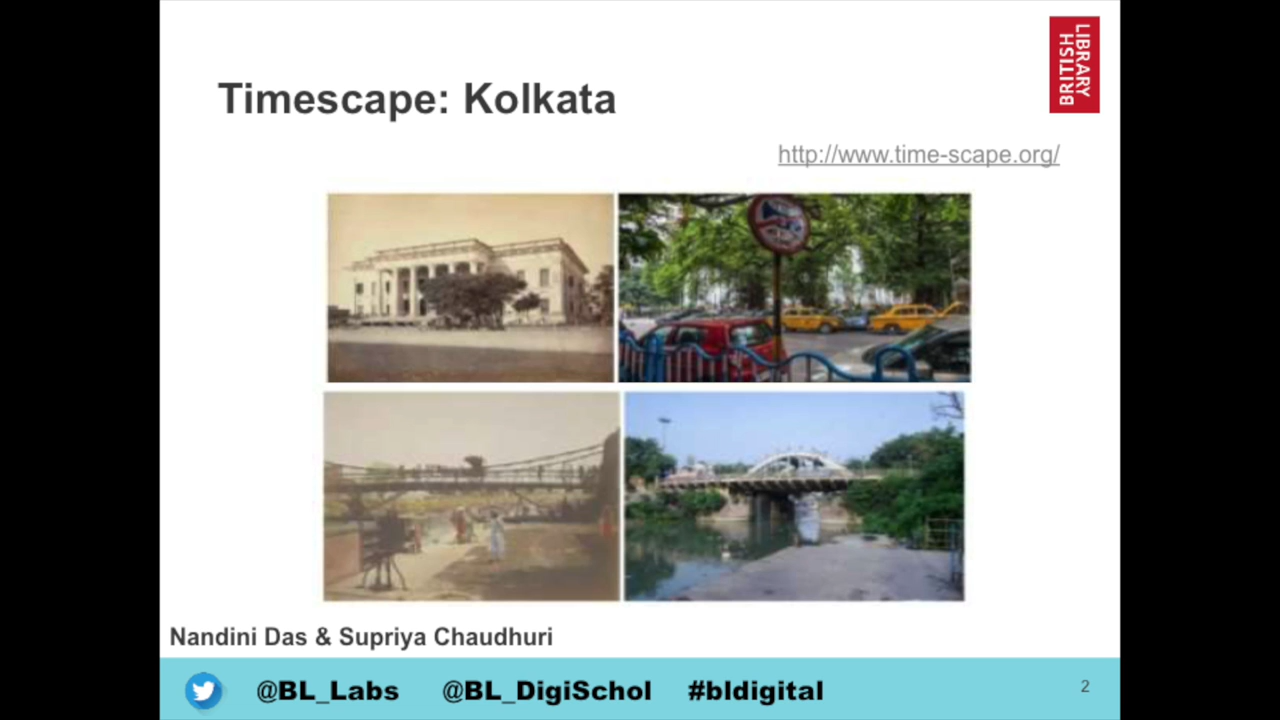 BRITISH
LIBRARY
Timescape: Kolkata
http://www.time-scape.org/
Nandini Das & Supriya Chaudhuri
@BL_Labs @BL_DigiSchol #bldigital
2